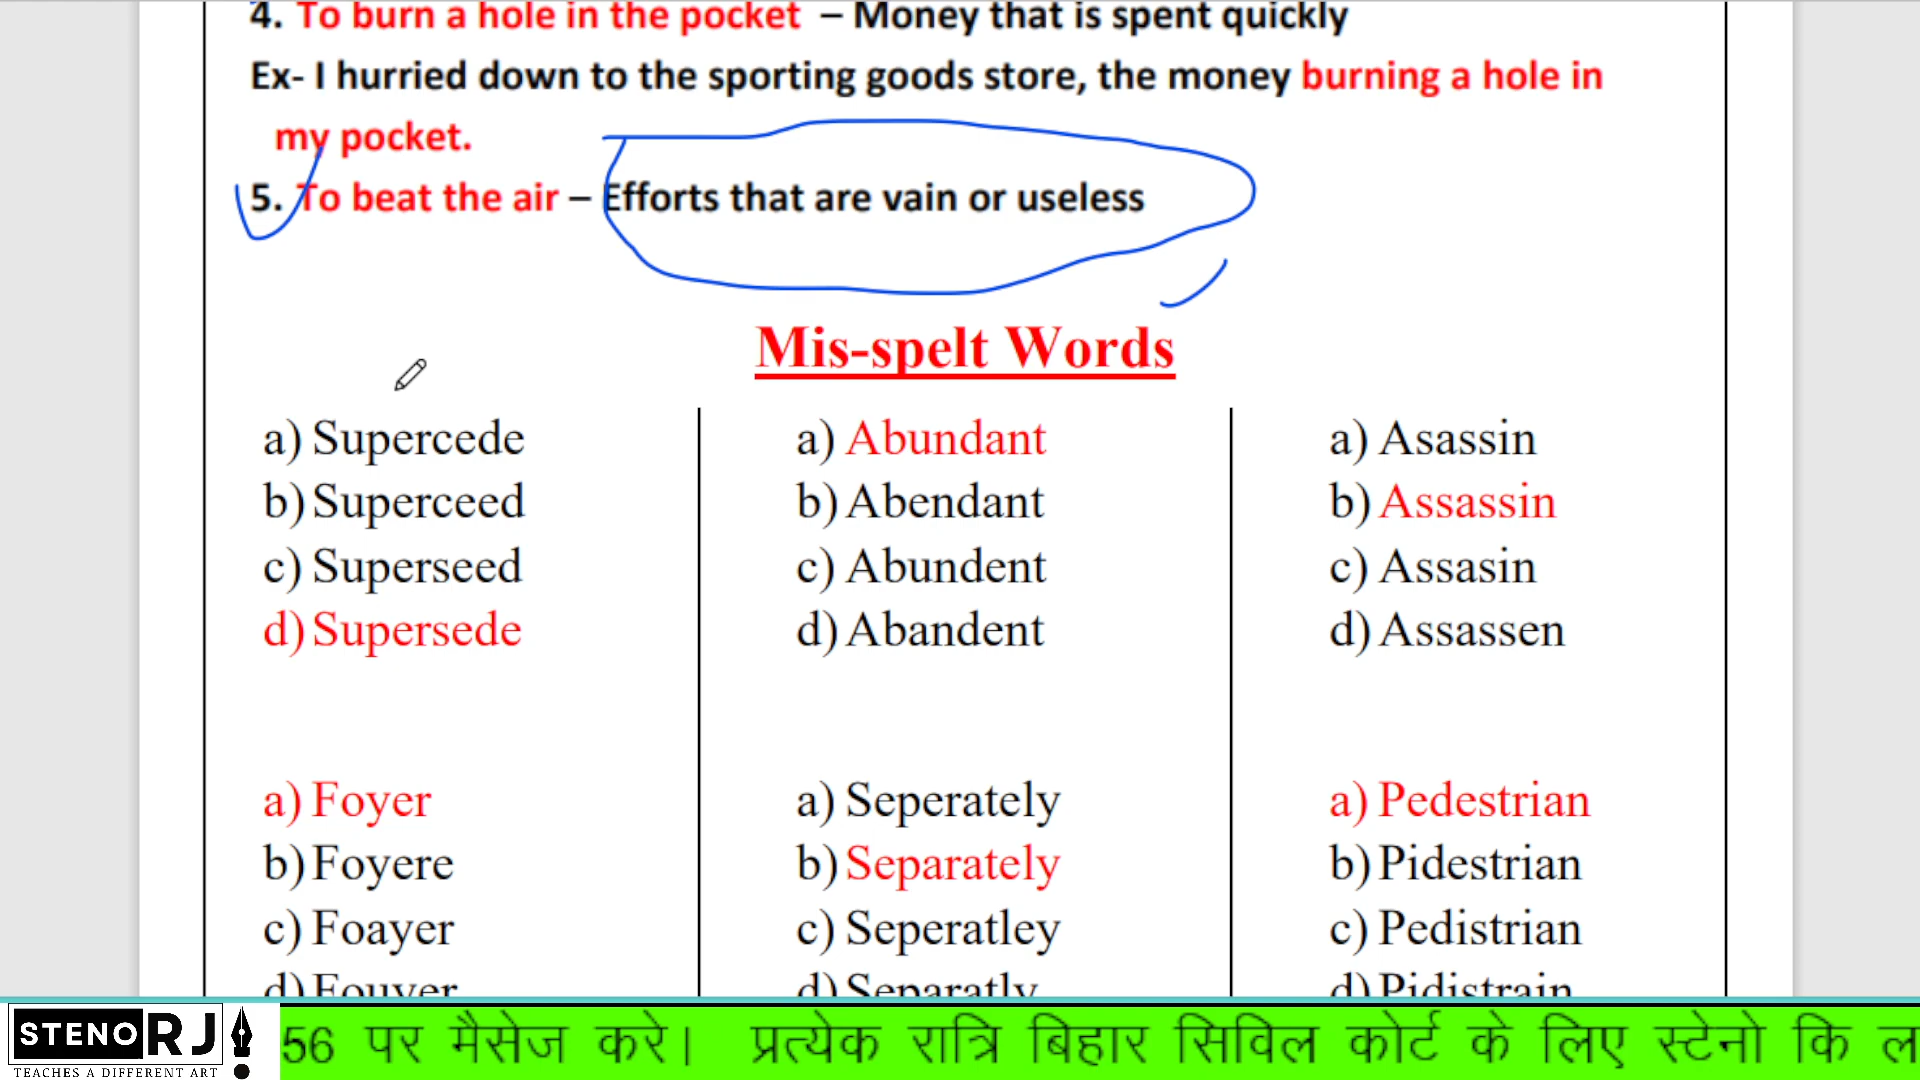 4. To burn a hole in the pocket – Money that is spent quickly
Ex- I hurried down to the sporting goods store, the money burning a hole in
my pocket.
5. To beat the air – Efforts that are vain or useless
Mis-spelt Words
a) Supercede
b) Superceed
c) Superseed
d) Supersede
a) Abundant
b) Abendant
c) Abundent
d) Abandent
a) Asassin
b) Assassin
c) Assasin
d) Assassen
a) Foyer
b) Foyere
c) Foayer
d) Fouyer
a) Seperately
b) Separately
c) Seperatley
d) Separatly
a) Pedestrian
b) Pidestrian
c) Pedistrian
d) Pidistrain
STENO RJ
TEACHES A DIFFERENT ART
56 पर मैसेज करे। प्रत्येक रात्रि बिहार सिविल कोर्ट के लिए स्टेनो कि ल